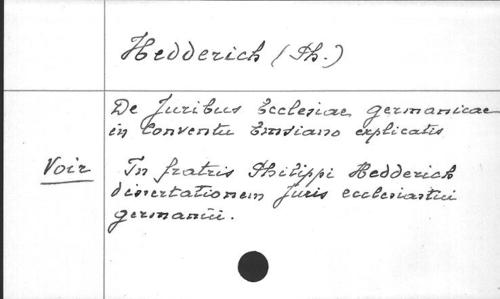 Hedderich (Ph.)
De Juribus Ecclesiae germanicae
in Conventu Emsiano explicatis
Voir In fratris Philippi Hedderich
dissertationem Juris ecclesiastici
germanici.